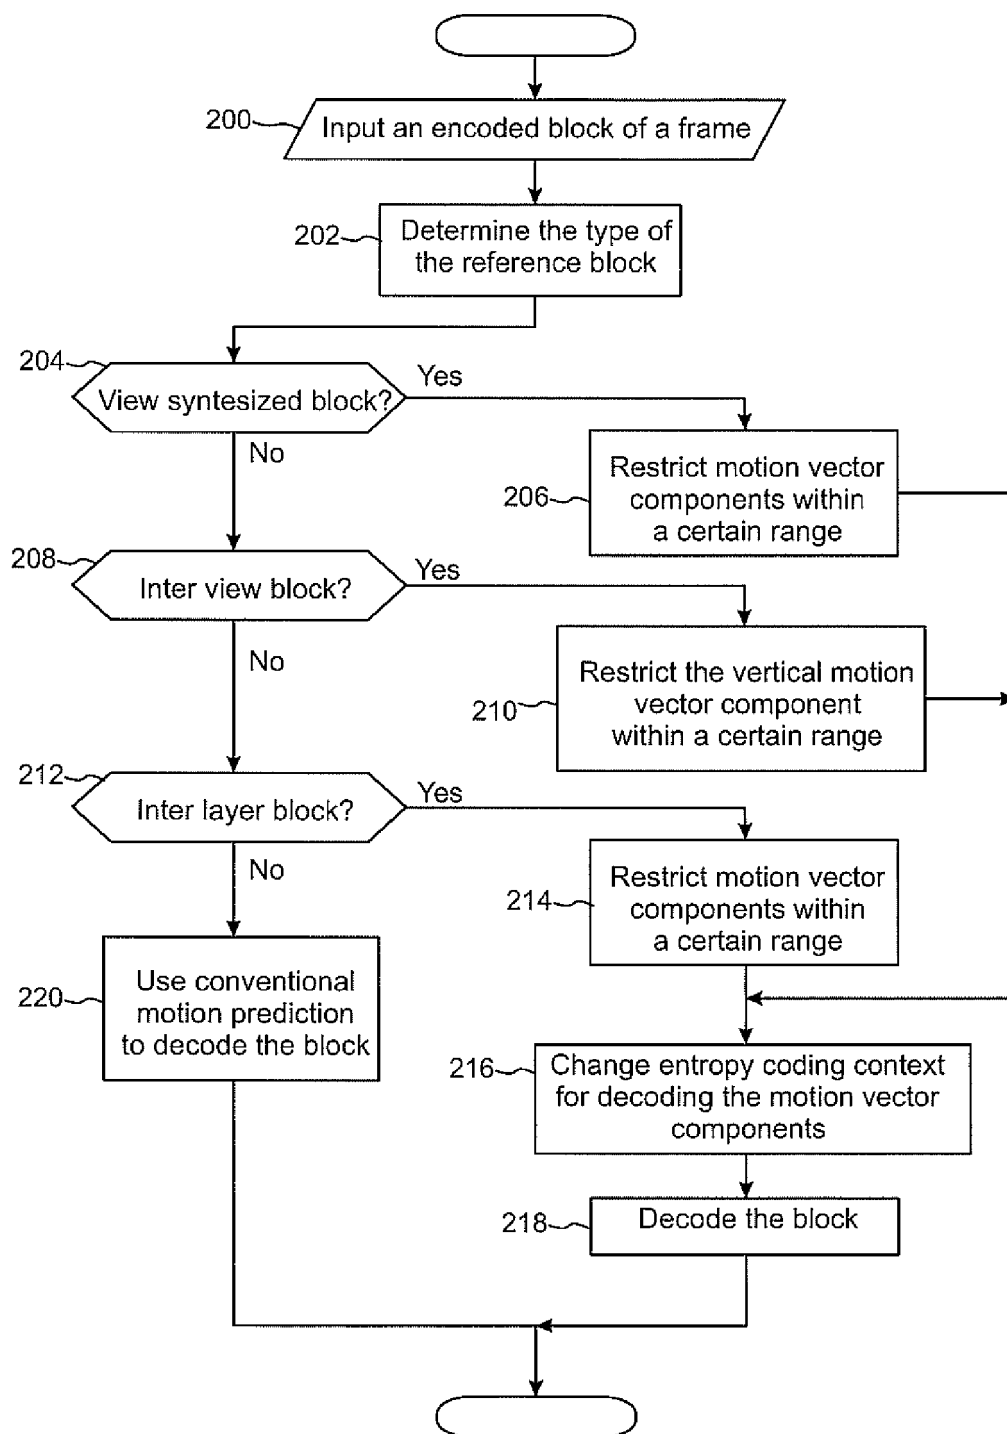 200
Input an encoded block of a frame
202
Determine the type of
the reference block
204
View syntesized block?
Yes
No
206
Restrict motion vector
components within
a certain range
208
Inter view block?
Yes
No
210
Restrict the vertical motion
vector component
within a certain range
212
Inter layer block?
Yes
No
214
Restrict motion vector
components within
a certain range
220
Use conventional
motion prediction
to decode the block
216
Change entropy coding context
for decoding the motion vector
components
218
Decode the block